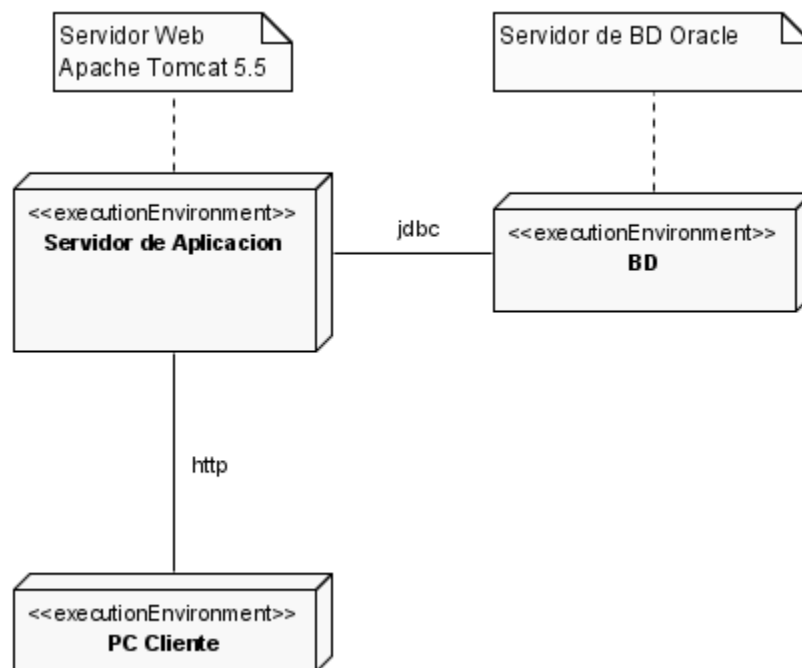 Servidor Web
Apache Tomcat 5.5
Servidor de BD Oracle
<<executionEnvironment>>
Servidor de Aplicacion
jdbc
<<executionEnvironment>>
BD
http
<<executionEnvironment>>
PC Cliente